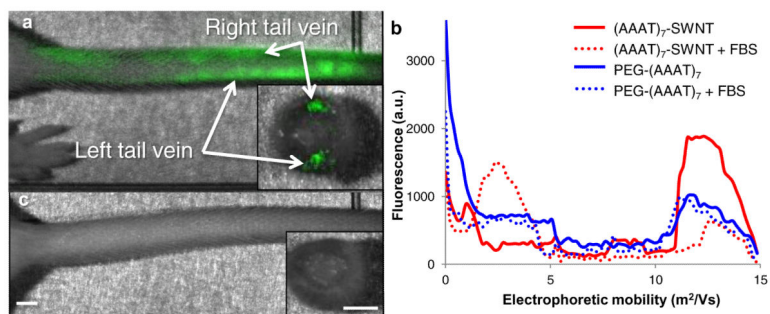 a
Right tail vein
Left tail vein
c
b
(AAAT)₇-SWNT
(AAAT)₇-SWNT + FBS
PEG-(AAAT)₇
PEG-(AAAT)₇ + FBS
Fluorescence (a.u.)
3000
2000
1000
0
0
5
10
15
Electrophoretic mobility (m²/Vs)